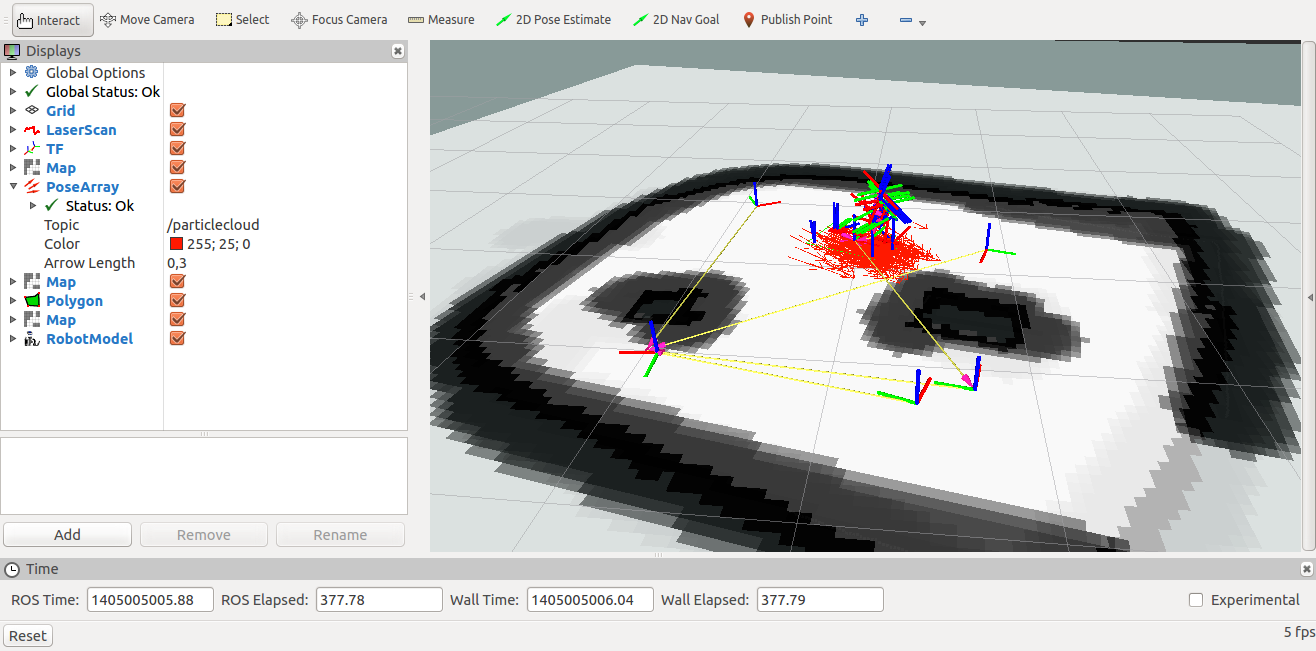 Interact Move Camera Select Focus Camera Measure 2D Pose Estimate 2D Nav Goal Publish Point
Displays
Global Options
Global Status: Ok
Grid
LaserScan
TF
Map
PoseArray
Status: Ok
Topic /particlecloud
Color 255; 25; 0
Arrow Length 0,3
Map
Polygon
Map
RobotModel
Add Remove Rename
Time
ROS Time: 1405005005.88 ROS Elapsed: 377.78 Wall Time: 1405005006.04 Wall Elapsed: 377.79 Experimental
Reset 5 fps